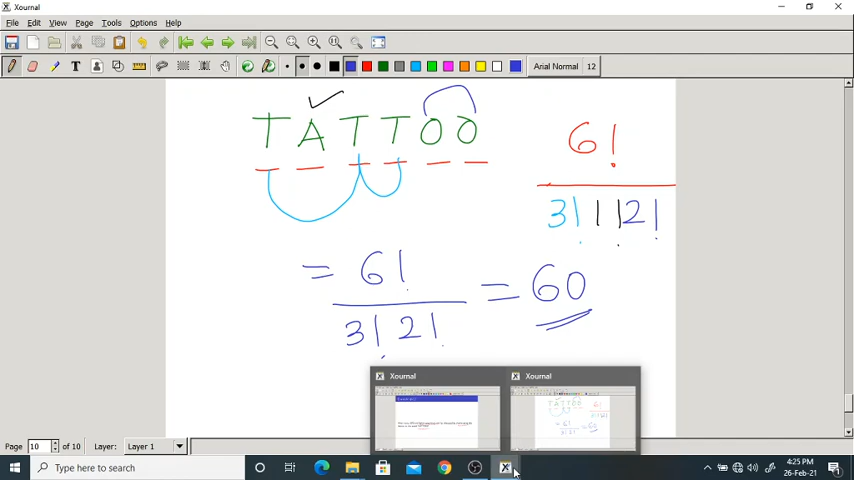 Xournal
File Edit View Page Tools Options Help
Arial Normal 12
T A T T O O
6!
3! 1! 2!
= 6! = 60
3! 2!
Xournal Xournal
Page 10 of 10 Layer: Layer 1
Type here to search
4:25 PM
26-Feb-21